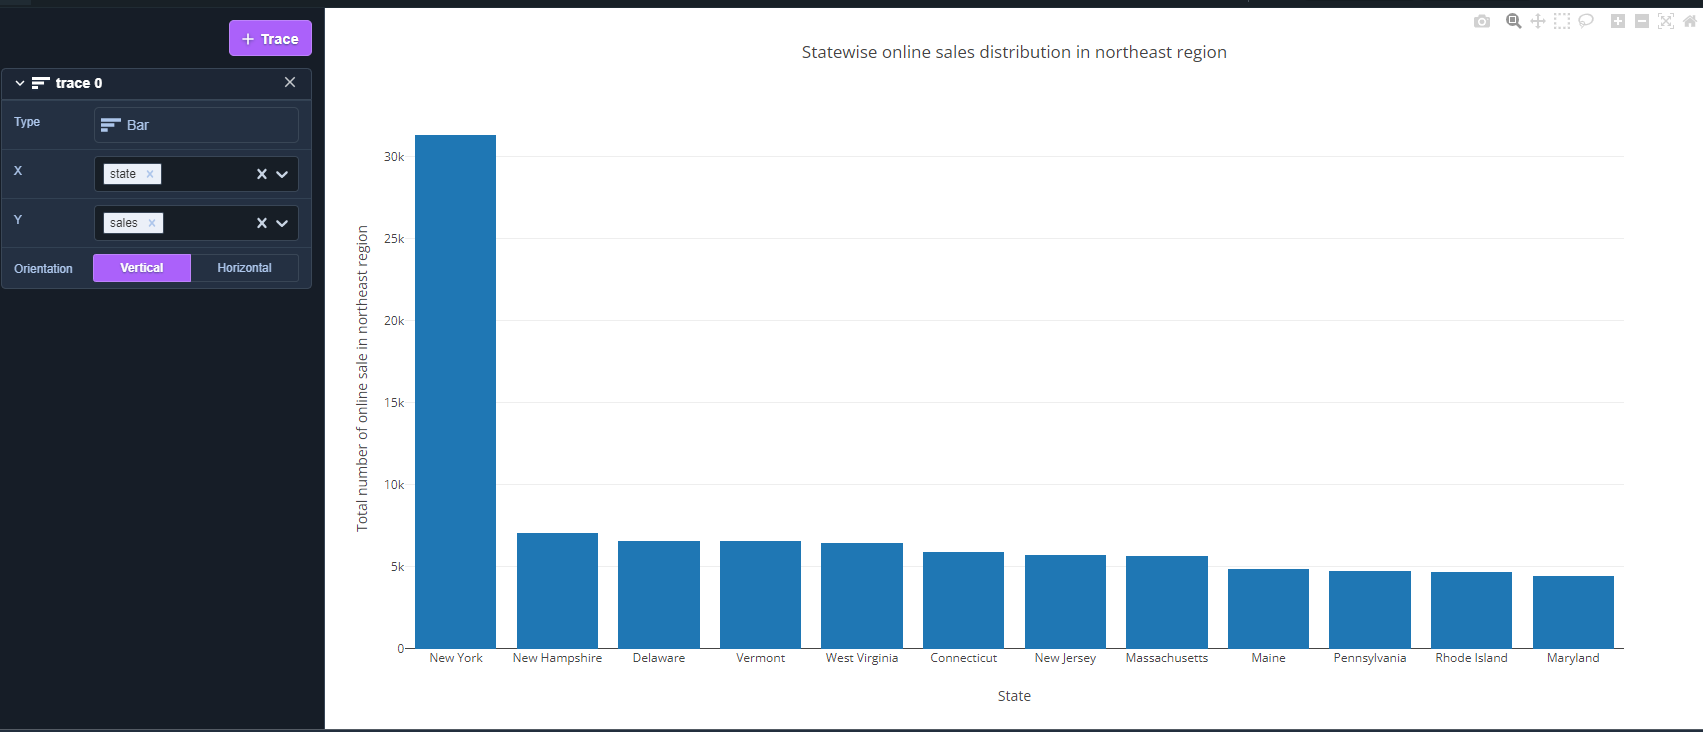 + Trace
trace 0
Type
Bar
X
state
Y
sales
Orientation
Vertical
Horizontal
Statewise online sales distribution in northeast region
Total number of online sale in northeast region
30k
25k
20k
15k
10k
5k
0
New York
New Hampshire
Delaware
Vermont
West Virginia
Connecticut
New Jersey
Massachusetts
Maine
Pennsylvania
Rhode Island
Maryland
State